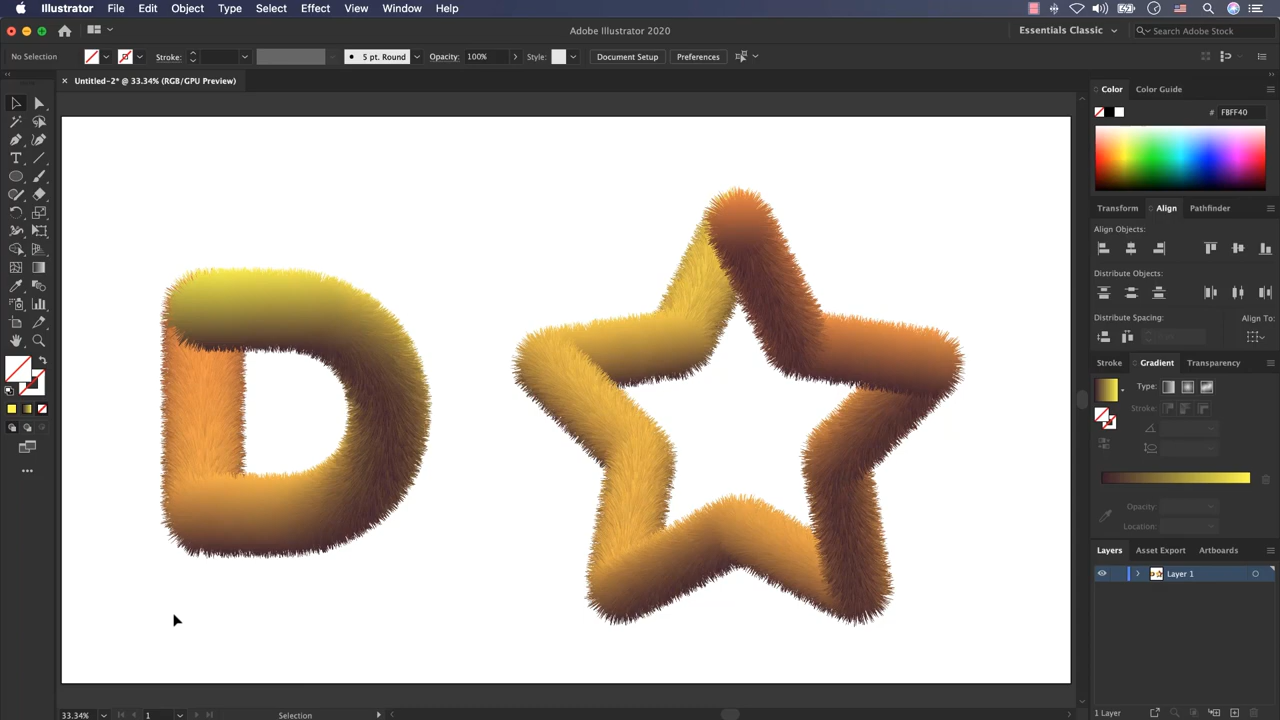 Illustrator File Edit Object Type Select Effect View Window Help
Adobe Illustrator 2020
Essentials Classic
Search Adobe Stock
No Selection
Stroke:
5 pt. Round
Opacity: 100%
Style:
Document Setup
Preferences
Untitled-2* @ 33.34% (RGB/GPU Preview)
Color Color Guide
# FBFF40
Transform Align Pathfinder
Align Objects:
Distribute Objects:
Distribute Spacing: Align To:
Stroke Gradient Transparency
Type:
Stroke:
Opacity:
Location:
Layers Asset Export Artboards
Layer 1
D
33.34% 1 Selection
1 Layer